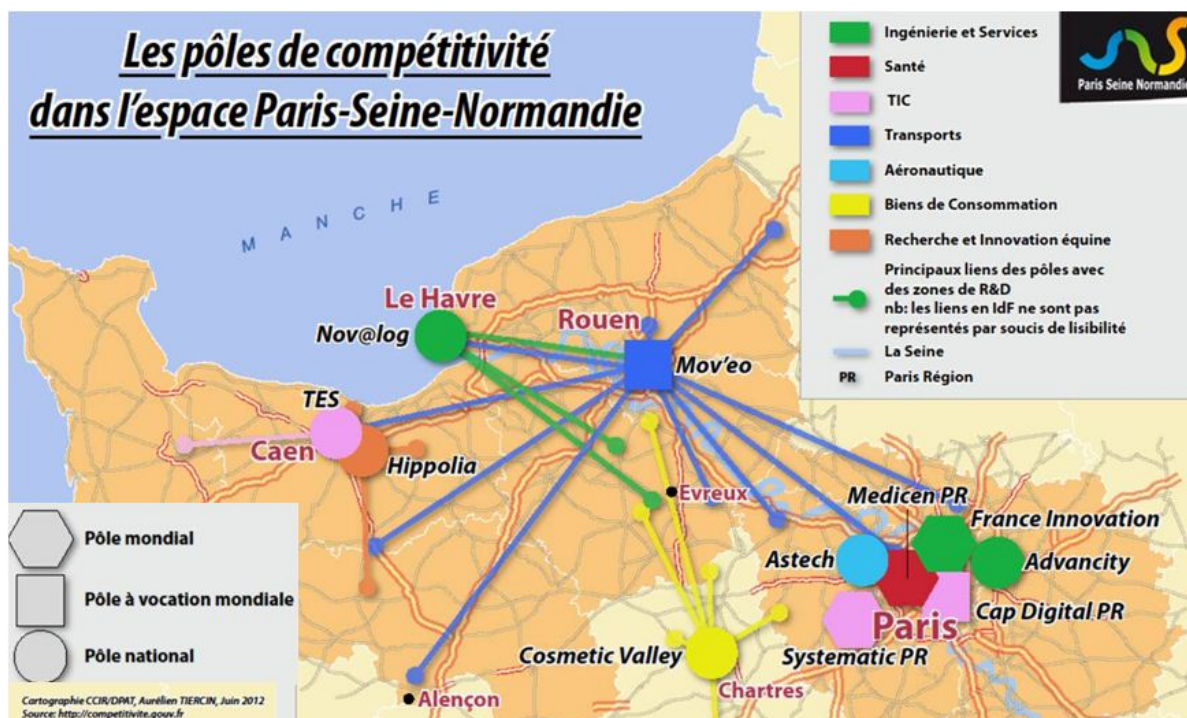 Les pôles de compétitivité
dans l'espace Paris-Seine-Normandie
Ingénierie et Services
Santé
TIC
Transports
Aéronautique
Biens de Consommation
Recherche et Innovation équine
Principaux liens des pôles avec
des zones de R&D
nb: les liens en IdF ne sont pas
représentés par soucis de lisibilité
La Seine
PR Paris Région
Paris Seine Normandie
MANCHE
Le Havre
Nov@log
Rouen
Mov'eo
TES
Caen
Hippolia
Evreux
Medicen PR
France Innovation
Astech
Advancity
Cap Digital PR
Paris
Systematic PR
Cosmetic Valley
Chartres
Alençon
Pôle mondial
Pôle à vocation mondiale
Pôle national
Cartographie CCIR/DPAT, Aurélien TIERCIN, Juin 2012
Source: http://competitivite.gouv.fr